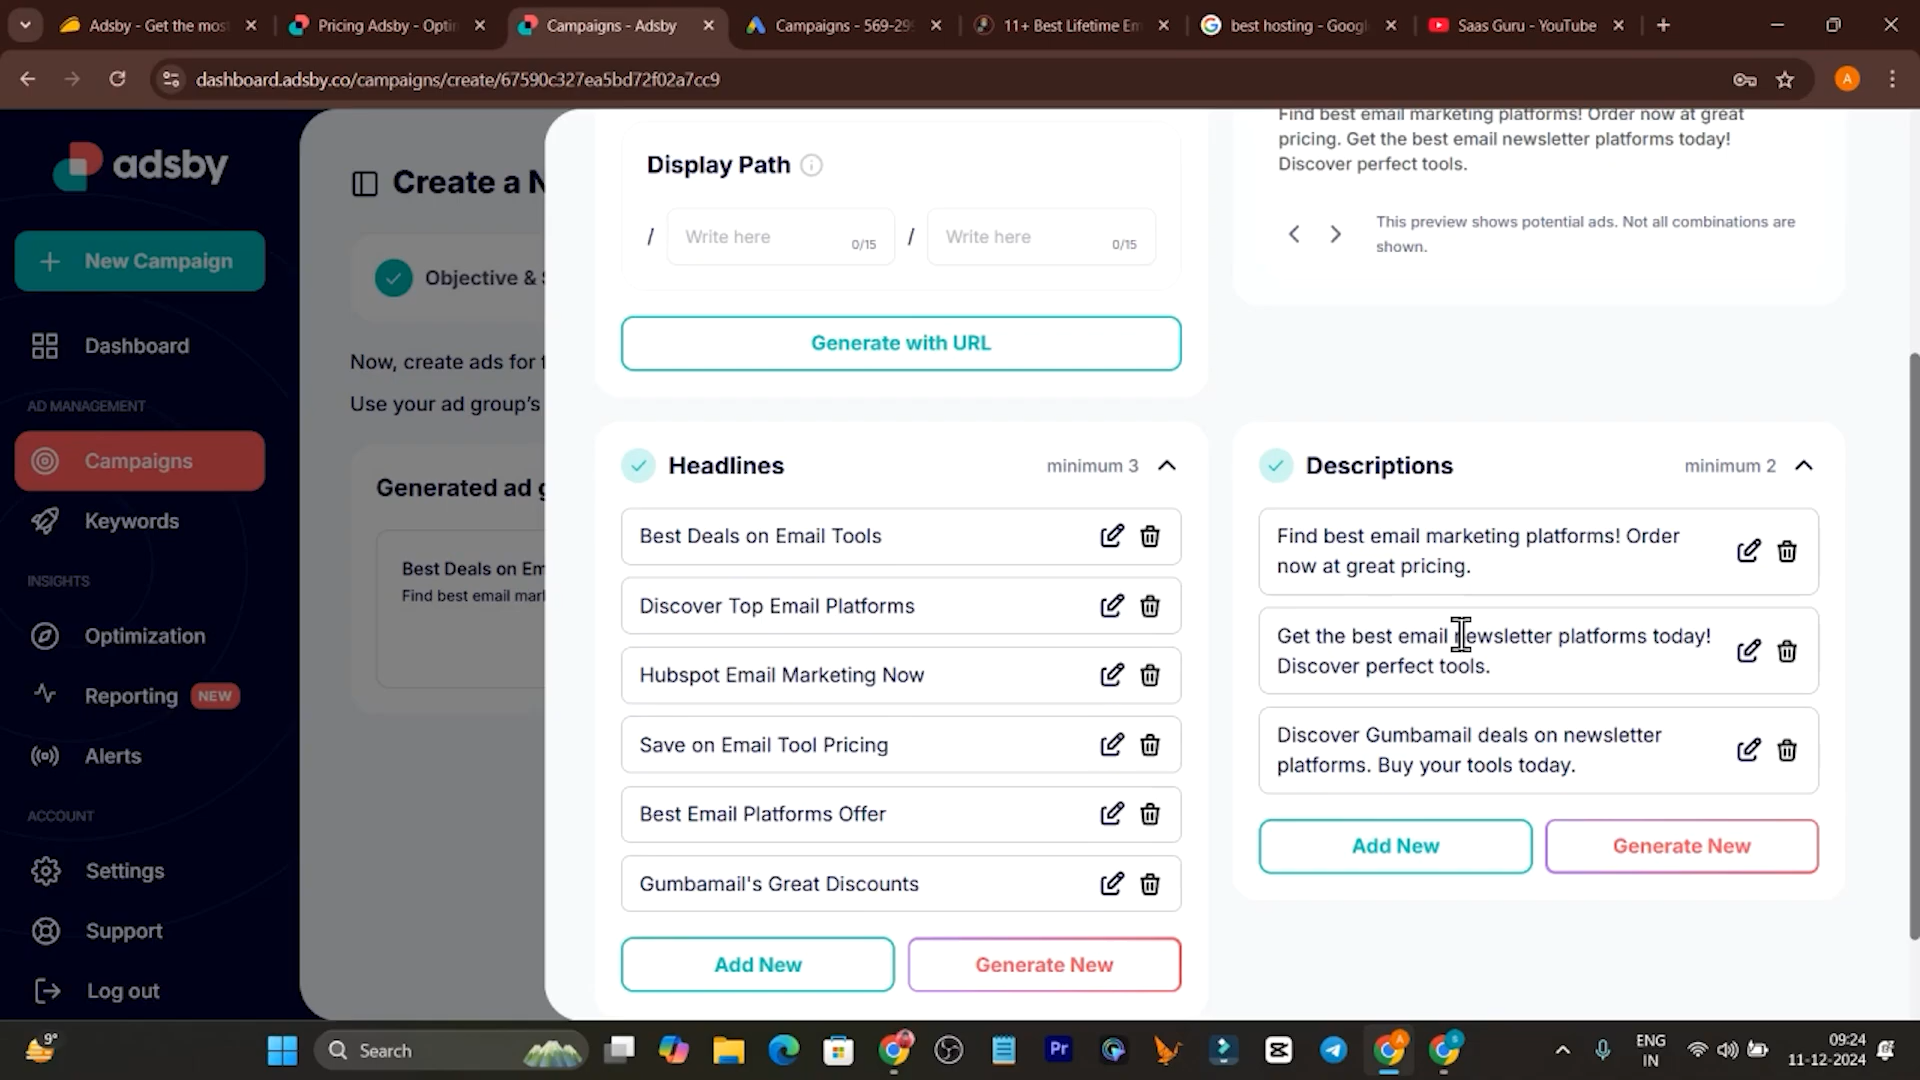 Adsby - Get the most
Pricing Adsby - Optin
Campaigns - Adsby
Campaigns - 569-299
11+ Best Lifetime Em
best hosting - Google
Saas Guru - YouTube
dashboard.adsby.co/campaigns/create/67590c327ea5bd72f02a7cc9
A
adsby
New Campaign
Dashboard
AD MANAGEMENT
Campaigns
Keywords
INSIGHTS
Optimization
Reporting NEW
Alerts
ACCOUNT
Settings
Support
Log out
Create a N
Objective & S
Now, create ads for t
Use your ad group's
Generated ad g
Best Deals on Em
Find best email mark
Display Path
/ Write here 0/15 / Write here 0/15
Generate with URL
Find best email marketing platforms! Order now at great
pricing. Get the best email newsletter platforms today!
Discover perfect tools.
This preview shows potential ads. Not all combinations are
shown.
Headlines minimum 3
Best Deals on Email Tools
Discover Top Email Platforms
Hubspot Email Marketing Now
Save on Email Tool Pricing
Best Email Platforms Offer
Gumbamail's Great Discounts
Add New
Generate New
Descriptions minimum 2
Find best email marketing platforms! Order
now at great pricing.
Get the best email newsletter platforms today!
Discover perfect tools.
Discover Gumbamail deals on newsletter
platforms. Buy your tools today.
Add New
Generate New
9°
Search
Pr
ENG
IN
09:24
11-12-2024